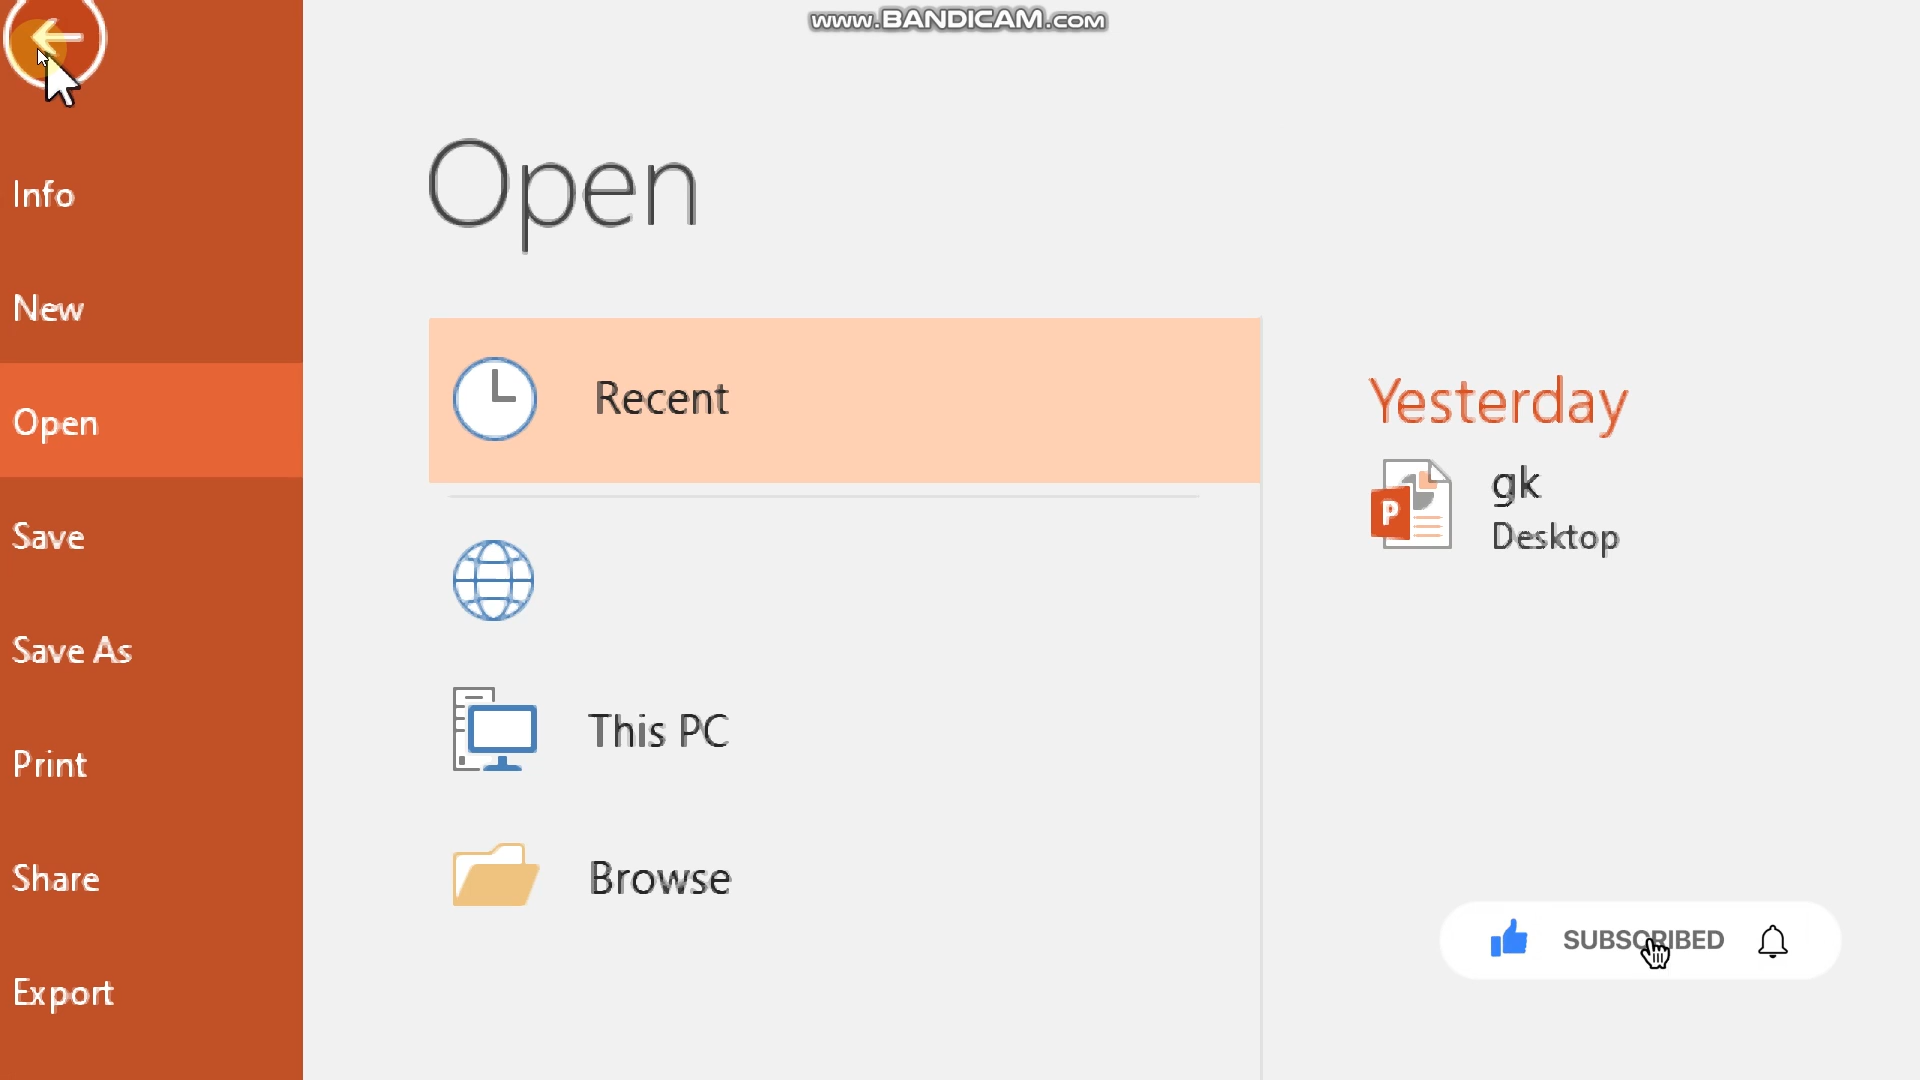 www.BANDICAM.com
Info
New
Open
Save
Save As
Print
Share
Export
Open
Recent
This PC
Browse
Yesterday
P
gk
Desktop
SUBSCRIBED